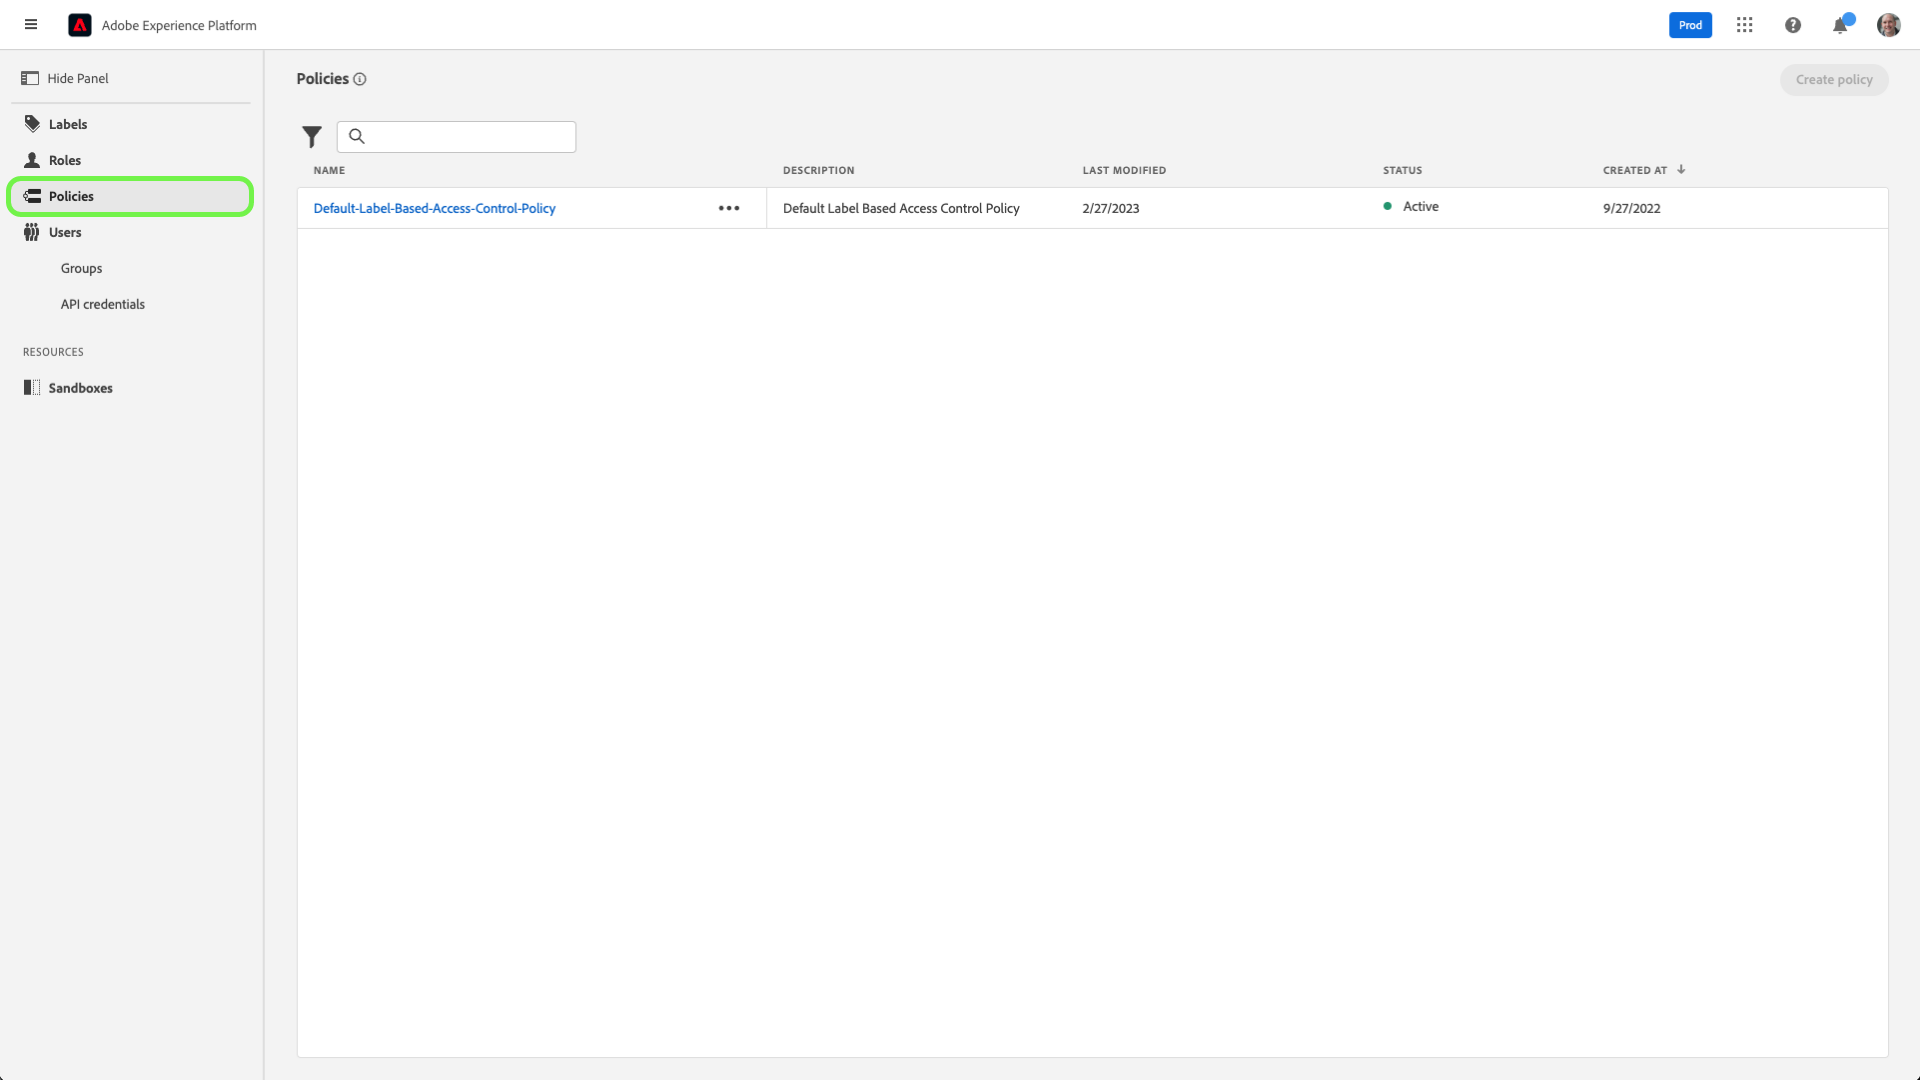 Adobe Experience Platform
Prod
Hide Panel
Labels
Roles
Policies
Users
Groups
API credentials
RESOURCES
Sandboxes
Policies
Create policy
NAME DESCRIPTION LAST MODIFIED STATUS CREATED AT
Default-Label-Based-Access-Control-Policy Default Label Based Access Control Policy 2/27/2023 Active 9/27/2022